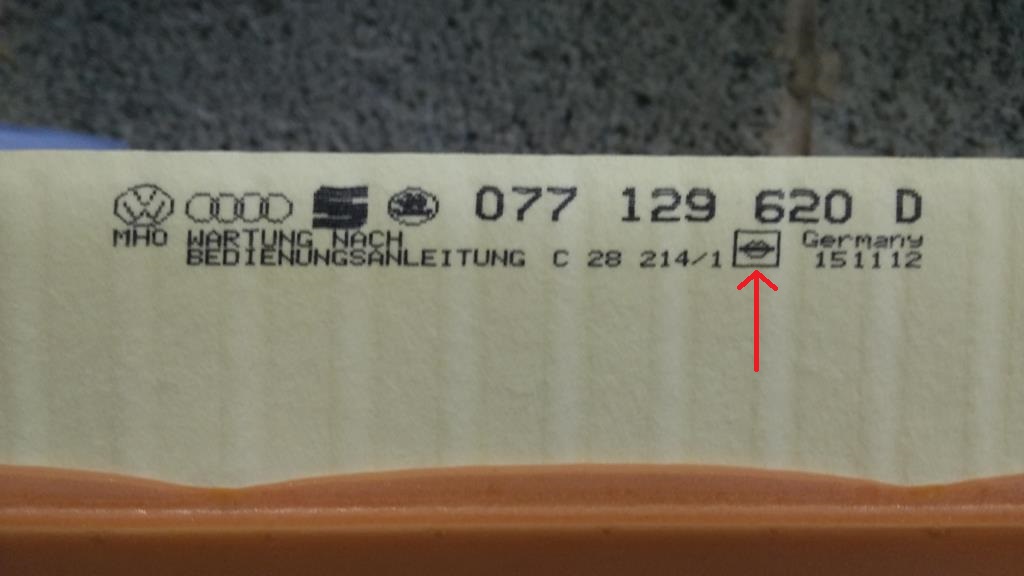 077 129 620 D
MHO WARTUNG NACH Germany
BEDIENUNGSANLEITUNG C 28 214/1 151112